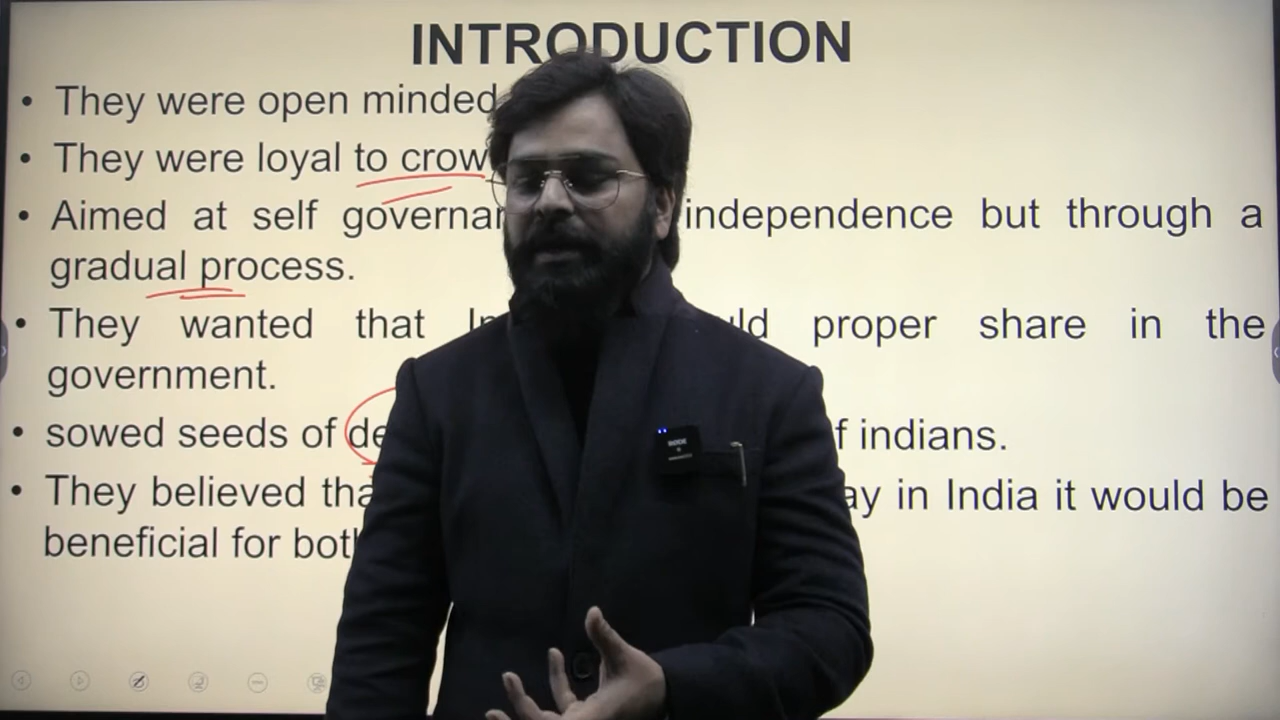 INTRODUCTION
• They were open minded
• They were loyal to crow
• Aimed at self governan independence but through a
gradual process.
• They wanted that In uld proper share in the
government.
• sowed seeds of de f indians.
• They believed tha ay in India it would be
beneficial for both
RODE